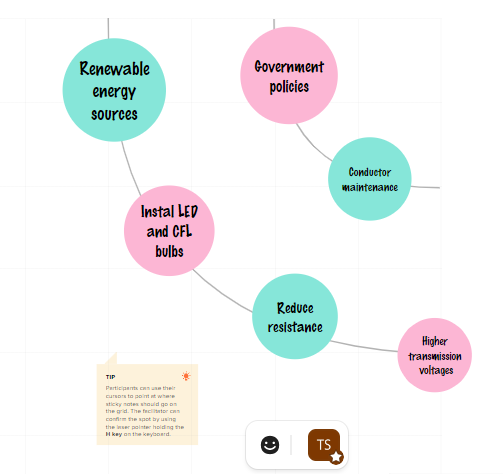 Renewable
energy
sources
Government
policies
Conductor
maintenance
Instal LED
and CFL
bulbs
Reduce
resistance
Higher
transmission
voltages
TIP
Participants can use their
cursors to point at where
sticky notes should go on
the grid. The facilitator can
confirm the spot by using
the laser pointer holding the
H key on the keyboard.
TS